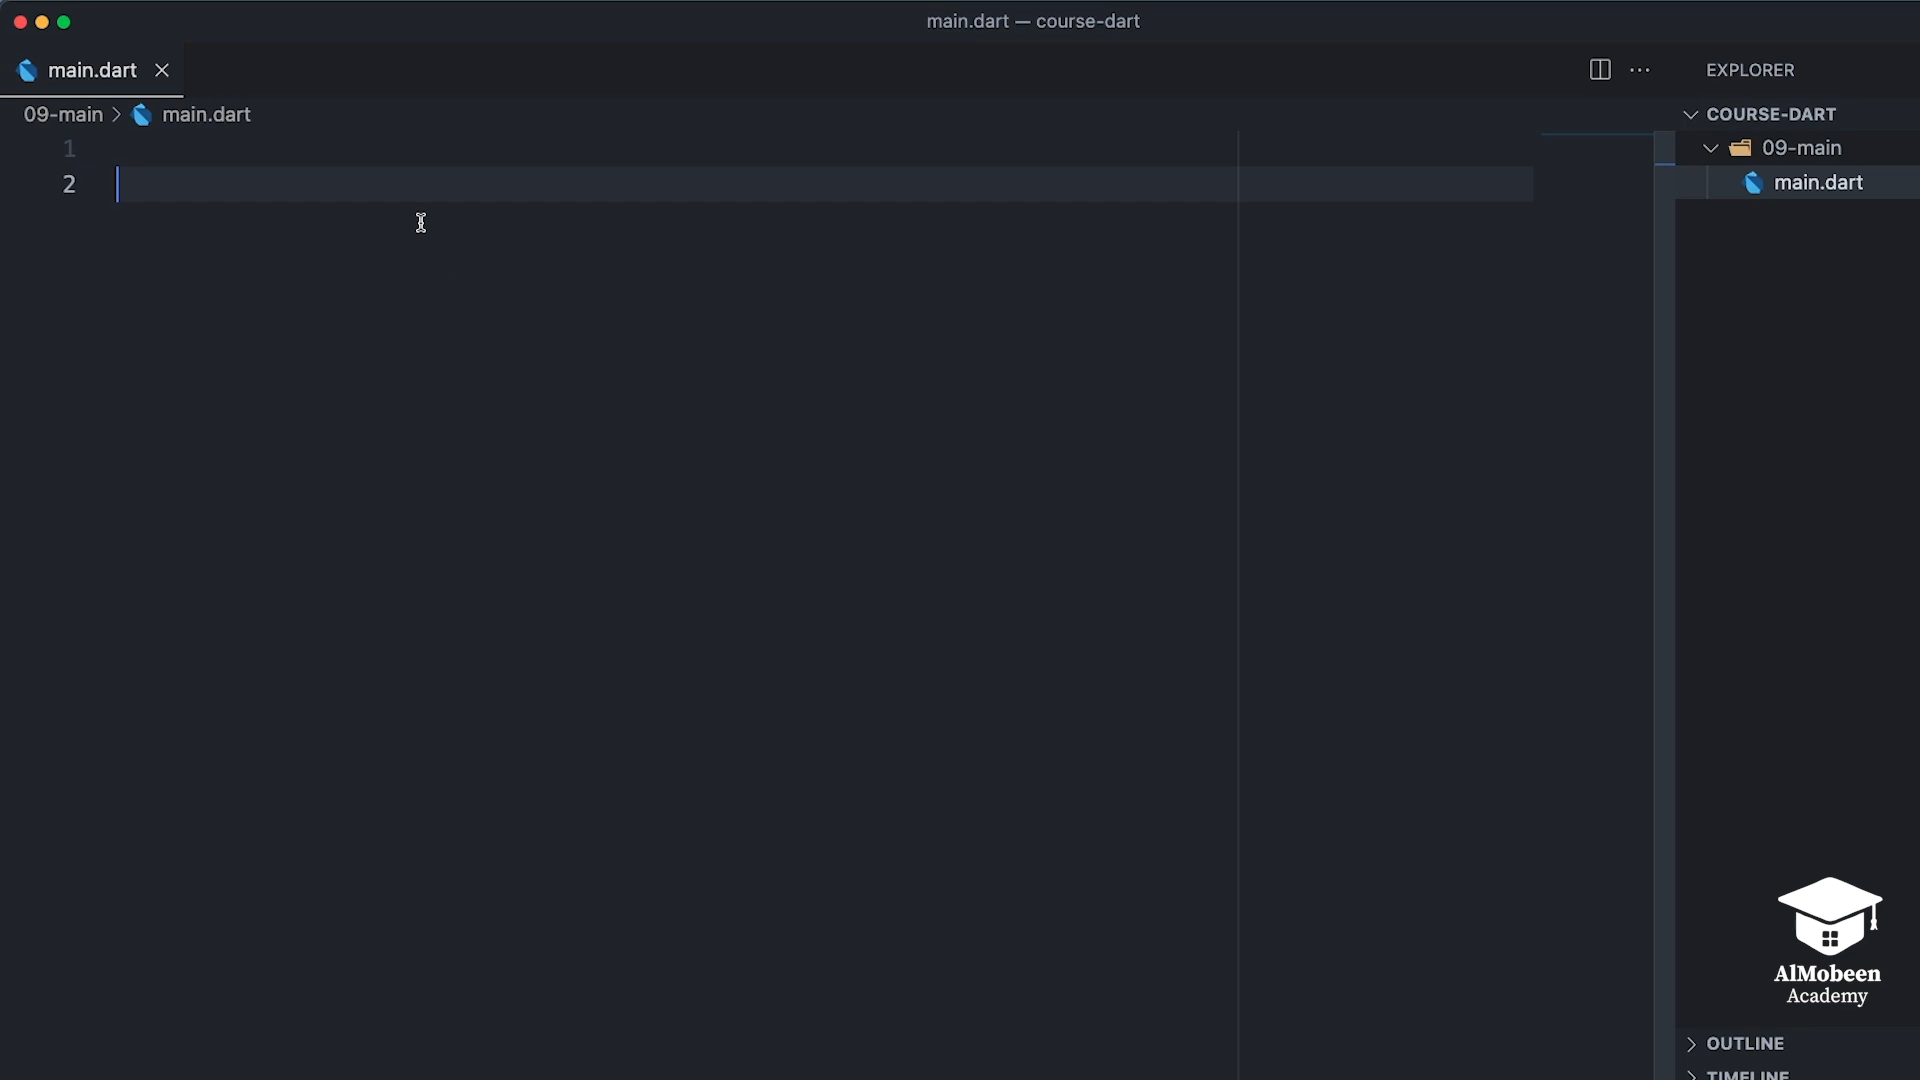 main.dart — course-dart
main.dart
EXPLORER
09-main > main.dart
COURSE-DART
1
09-main
2
main.dart
AlMobeen
Academy
OUTLINE
TIMELINE